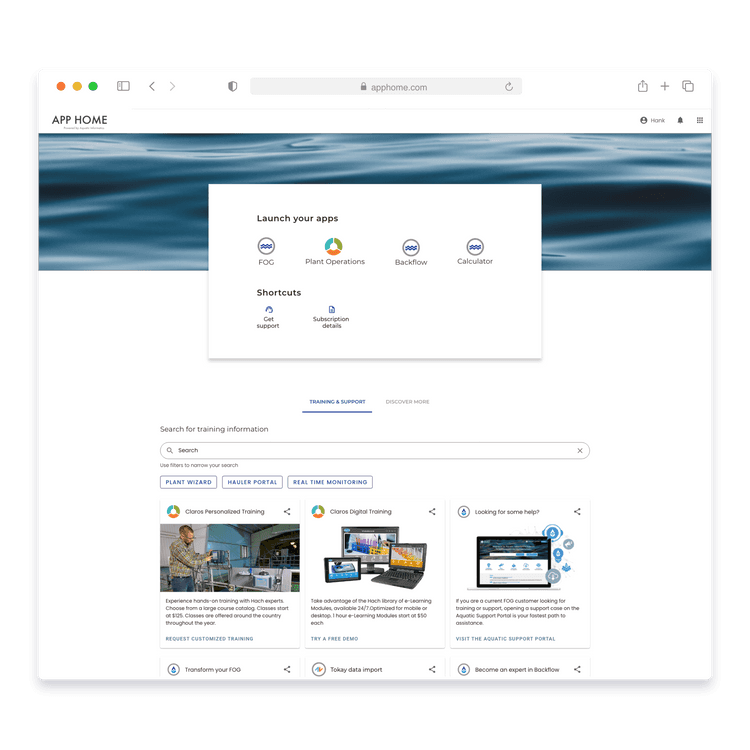 apphome.com
APP HOME
Powered by Aquatic Informatics
Hank
Launch your apps
FOG
Plant Operations
Backflow
Calculator
Shortcuts
Get
support
Subscription
details
TRAINING & SUPPORT
DISCOVER MORE
Search for training information
Search
Use filters to narrow your search
PLANT WIZARD
HAULER PORTAL
REAL TIME MONITORING
Claros Personalized Training
Experience hands-on training with Hach experts.
Choose from a large course catalog. Classes start
at $125. Classes are offered around the country
throughout the year.
REQUEST CUSTOMIZED TRAINING
Claros Digital Training
Take advantage of the Hach library of e-Learning
Modules, available 24/7.Optimized for mobile or
desktop. 1 hour e-Learning Modules start at $50
each
TRY A FREE DEMO
Looking for some help?
If you are a current FOG customer looking for
training or support, opening a support case on the
Aquatic Support Portal is your fastest path to
assistance.
VISIT THE AQUATIC SUPPORT PORTAL
Transform your FOG
Tokay data import
Become an expert in Backflow